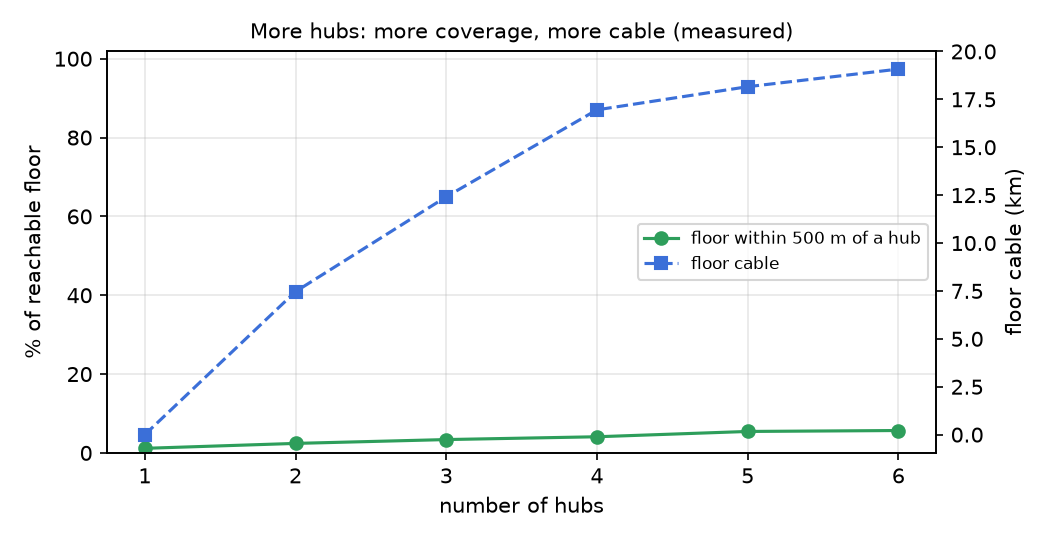 More hubs: more coverage, more cable (measured)
% of reachable floor
100
80
60
40
20
0
20.0
17.5
15.0
12.5
10.0
7.5
5.0
2.5
0.0
floor cable (km)
floor within 500 m of a hub
floor cable
1 2 3 4 5 6
number of hubs